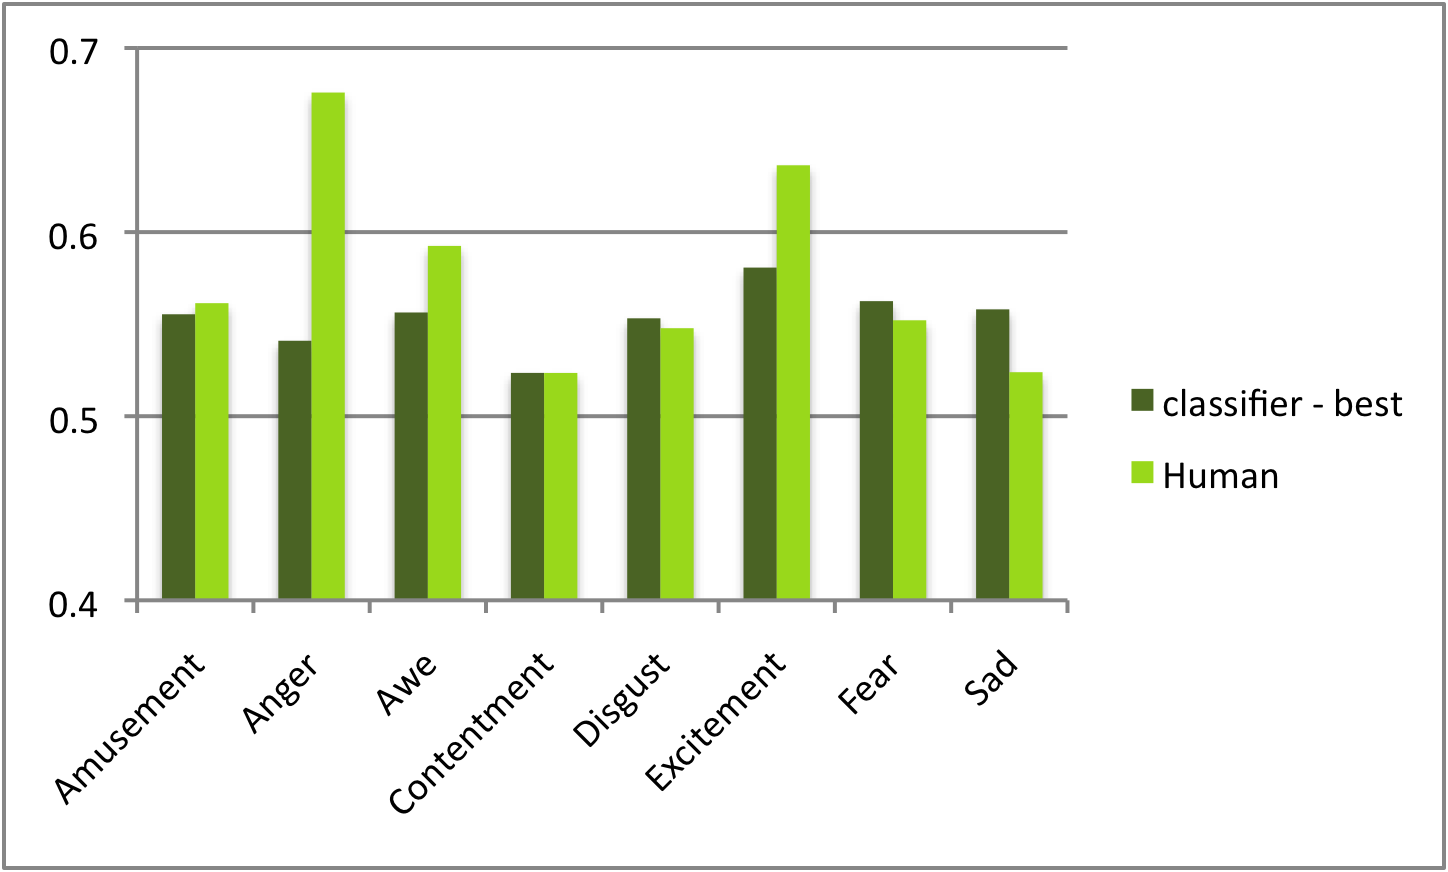 0.7
0.6
0.5
0.4
Amusement
Anger
Awe
Contentment
Disgust
Excitement
Fear
Sad
classifier - best
Human